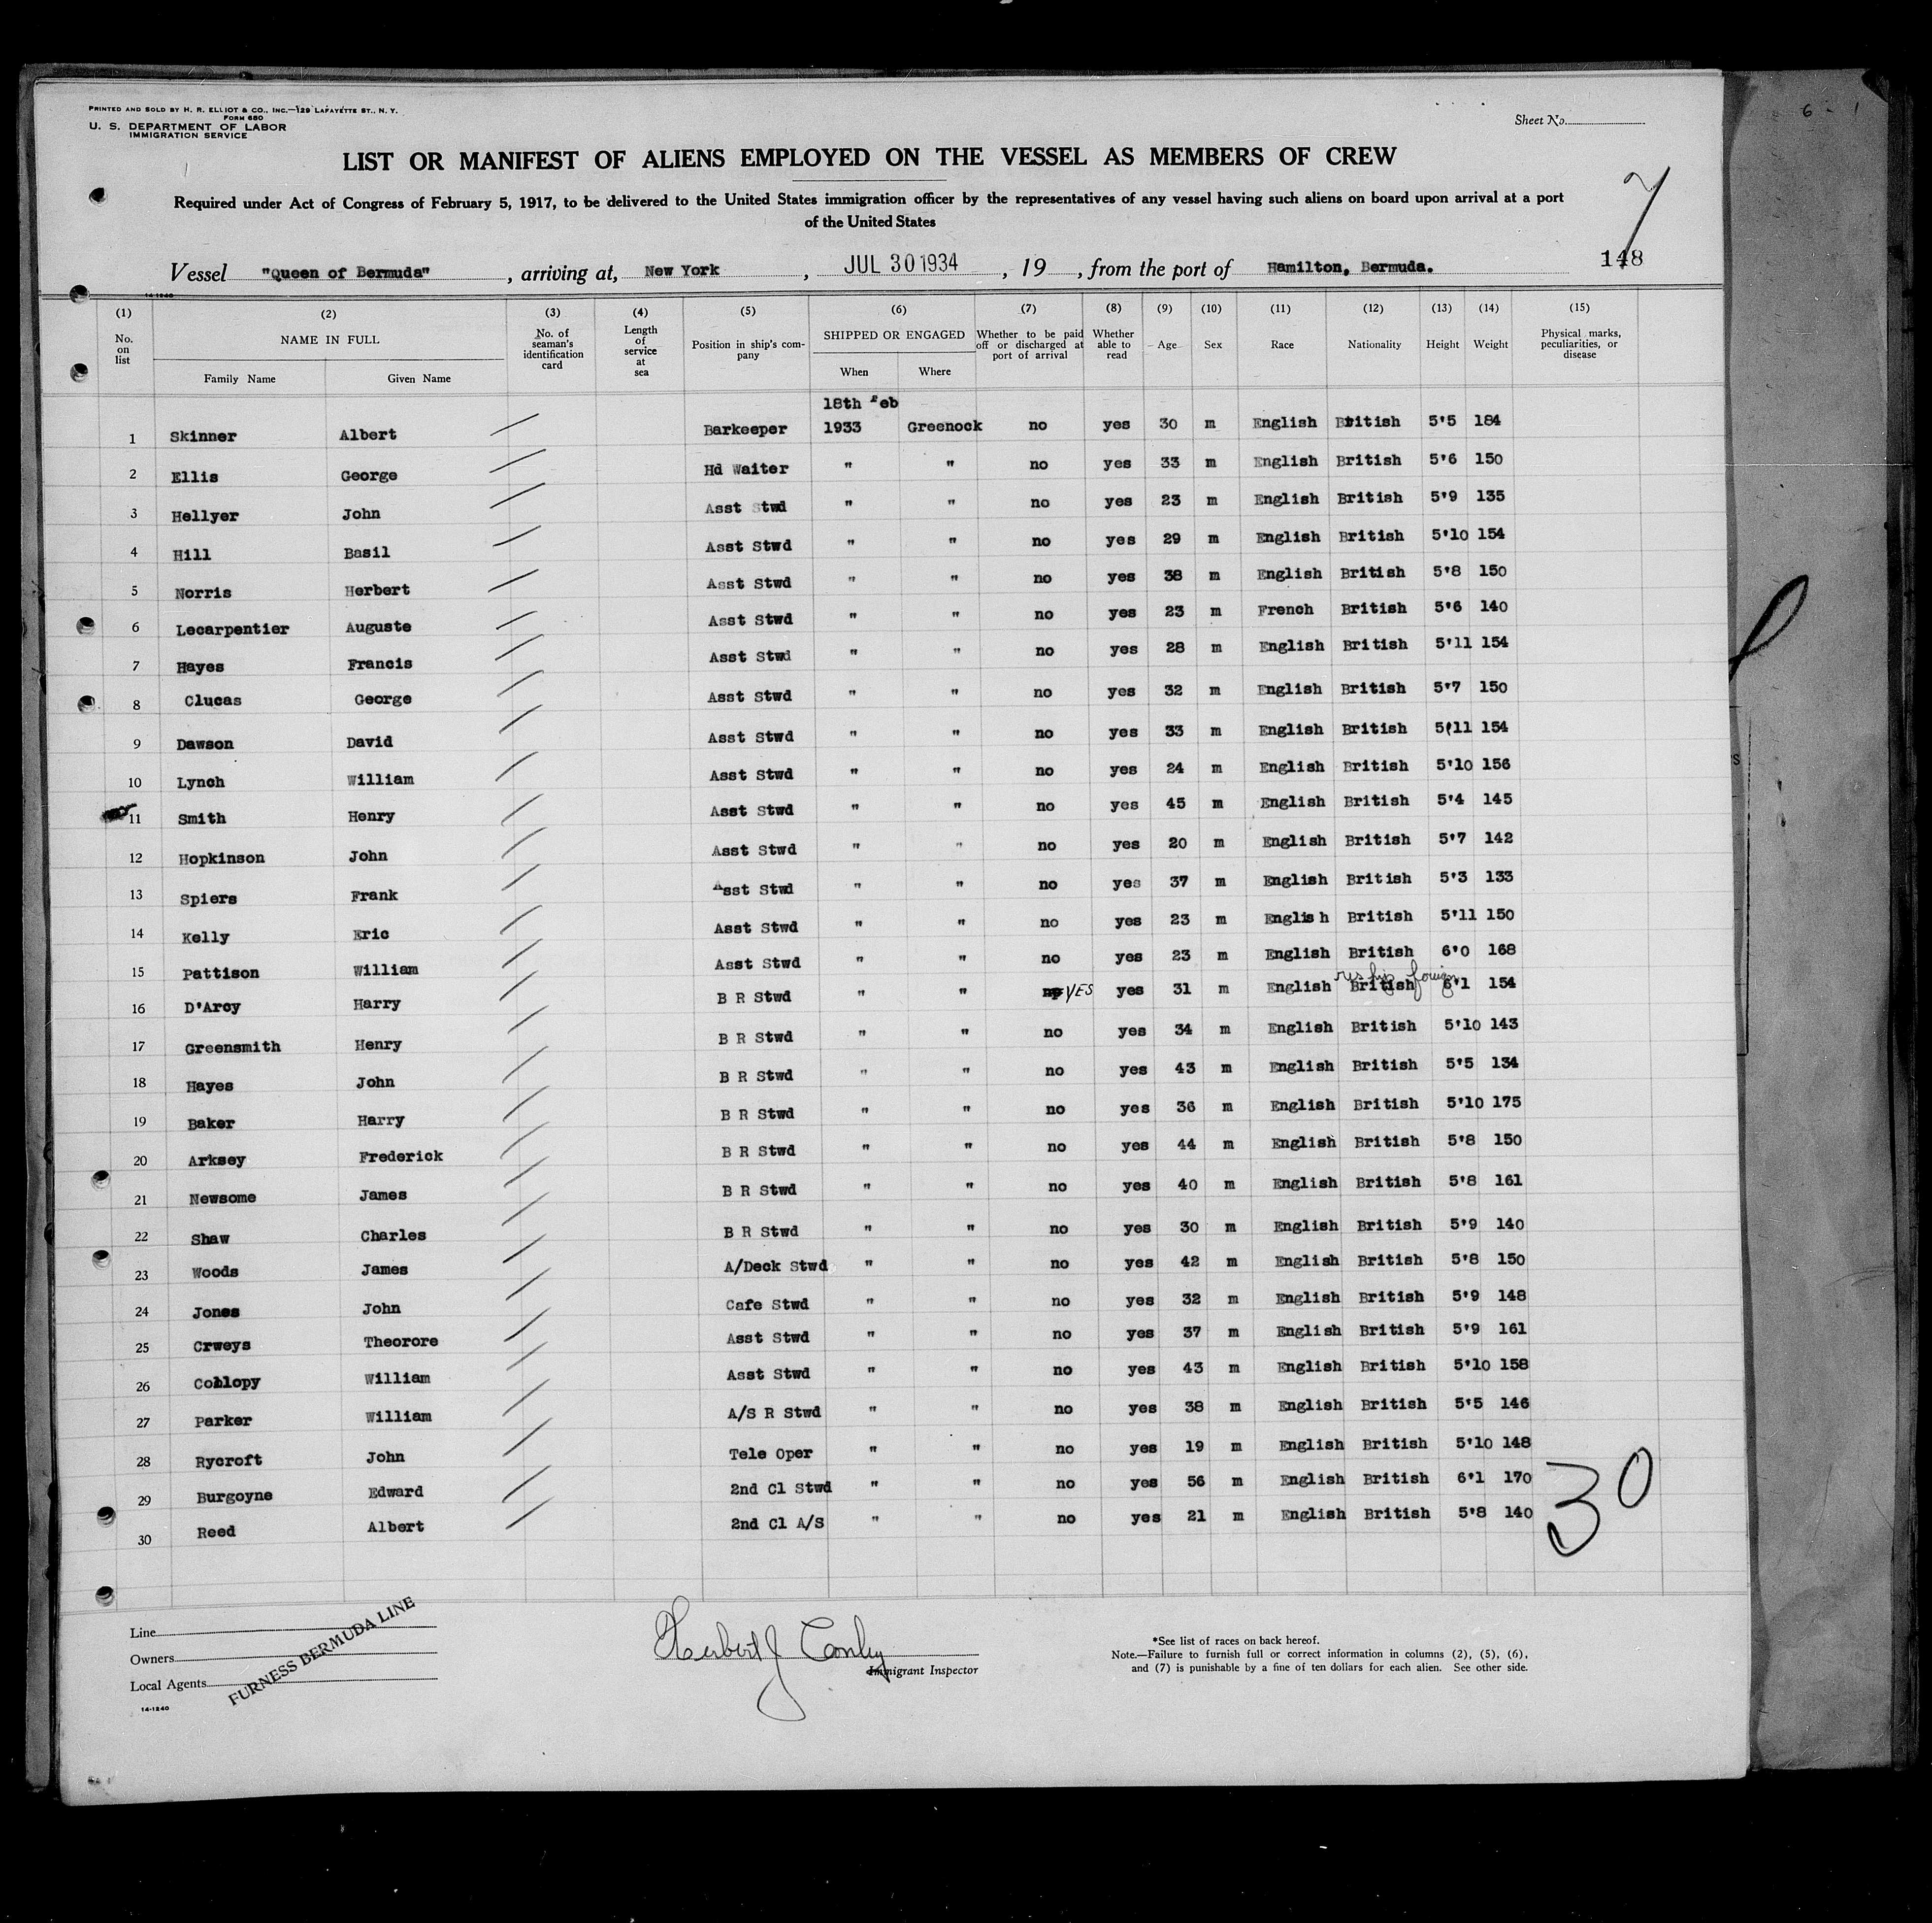 PRINTED AND SOLD BY H. R. ELLIOT & CO., INC.—129 LAFAYETTE ST., N. Y.
FORM 680
U. S. DEPARTMENT OF LABOR
IMMIGRATION SERVICE
Sheet No.
LIST OR MANIFEST OF ALIENS EMPLOYED ON THE VESSEL AS MEMBERS OF CREW
7
Required under Act of Congress of February 5, 1917, to be delivered to the United States immigration officer by the representatives of any vessel having such aliens on board upon arrival at a port
of the United States
Vessel "Queen of Bermuda", arriving at, New York, JUL 30 1934, 19, from the port of Hamilton, Bermuda. 148
14-1240
(1) (2) (3) (4) (5) (6) (7) (8) (9) (10) (11) (12) (13) (14) (15)
No. on list NAME IN FULL Family Name Given Name No. of seaman's identification card Length of service at sea Position in ship's company SHIPPED OR ENGAGED When Where Whether to be paid off or discharged at port of arrival Whether able to read Age Sex Race Nationality Height Weight Physical marks, peculiarities, or disease
18th Feb
1 Skinner Albert Barkeeper 1933 Greenock no yes 30 m English British 5'5 184
2 Ellis George Hd Waiter " " no yes 33 m English British 5'6 150
3 Hellyer John Asst Stwd " " no yes 23 m English British 5'9 135
4 Hill Basil Asst Stwd " " no yes 29 m English British 5'10 154
5 Norris Herbert Asst Stwd " " no yes 38 m English British 5'8 150
6 Lecarpentier Auguste Asst Stwd " " no yes 23 m French British 5'6 140
7 Hayes Francis Asst Stwd " " no yes 28 m English British 5'11 154
8 Clucas George Asst Stwd " " no yes 32 m English British 5'7 150
9 Dawson David Asst Stwd " " no yes 33 m English British 5'11 154
10 Lynch William Asst Stwd " " no yes 24 m English British 5'10 156
11 Smith Henry Asst Stwd " " no yes 45 m English British 5'4 145
12 Hopkinson John Asst Stwd " " no yes 20 m English British 5'7 142
13 Spiers Frank Asst Stwd " " no yes 37 m English British 5'3 133
14 Kelly Eric Asst Stwd " " no yes 23 m English British 5'11 150
15 Pattison William Asst Stwd " " no yes 23 m English British 6'0 168
reship foreign
16 D'Arcy Harry B R Stwd " " no YES yes 31 m English British 6'1 154
17 Greensmith Henry B R Stwd " " no yes 34 m English British 5'10 143
18 Hayes John B R Stwd " " no yes 43 m English British 5'5 134
19 Baker Harry B R Stwd " " no yes 36 m English British 5'10 175
20 Arksey Frederick B R Stwd " " no yes 44 m English British 5'8 150
21 Newsome James B R Stwd " " no yes 40 m English British 5'8 161
22 Shaw Charles B R Stwd " " no yes 30 m English British 5'9 140
23 Woods James A/Deck Stwd " " no yes 42 m English British 5'8 150
24 Jones John Cafe Stwd " " no yes 32 m English British 5'9 148
25 Crweys Theorore Asst Stwd " " no yes 37 m English British 5'9 161
26 Collopy William Asst Stwd " " no yes 43 m English British 5'10 158
27 Parker William A/S R Stwd " " no yes 38 m English British 5'5 146
28 Rycroft John Tele Oper " " no yes 19 m English British 5'10 148
29 Burgoyne Edward 2nd Cl Stwd " " no yes 56 m English British 6'1 170
30 Reed Albert 2nd Cl A/S " " no yes 21 m English British 5'8 140
30
Line
Owners
Local Agents
FURNESS BERMUDA LINE
14-1240
Herbert J Conley
Immigrant Inspector
*See list of races on back hereof.
Note.—Failure to furnish full or correct information in columns (2), (5), (6),
and (7) is punishable by a fine of ten dollars for each alien. See other side.